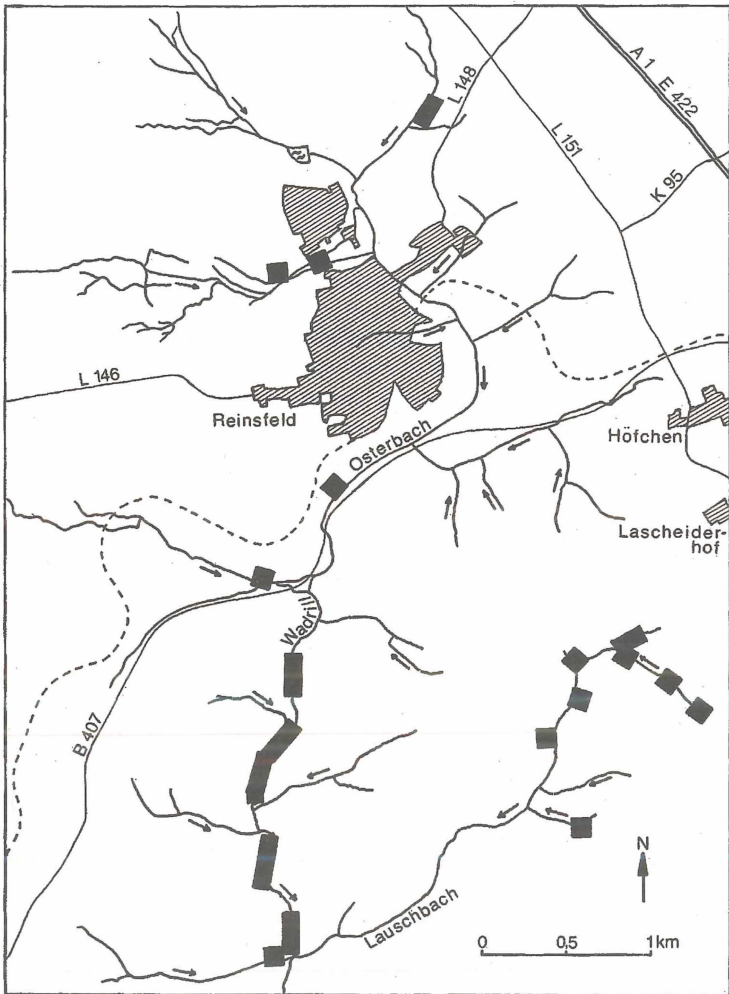 A 1 E 422
L 148
L 151
K 95
L 146
Reinsfeld
Osterbach
Höfchen
Lascheider-
hof
Wadrill
B 407
N
Lauschbach
0 0,5 1km